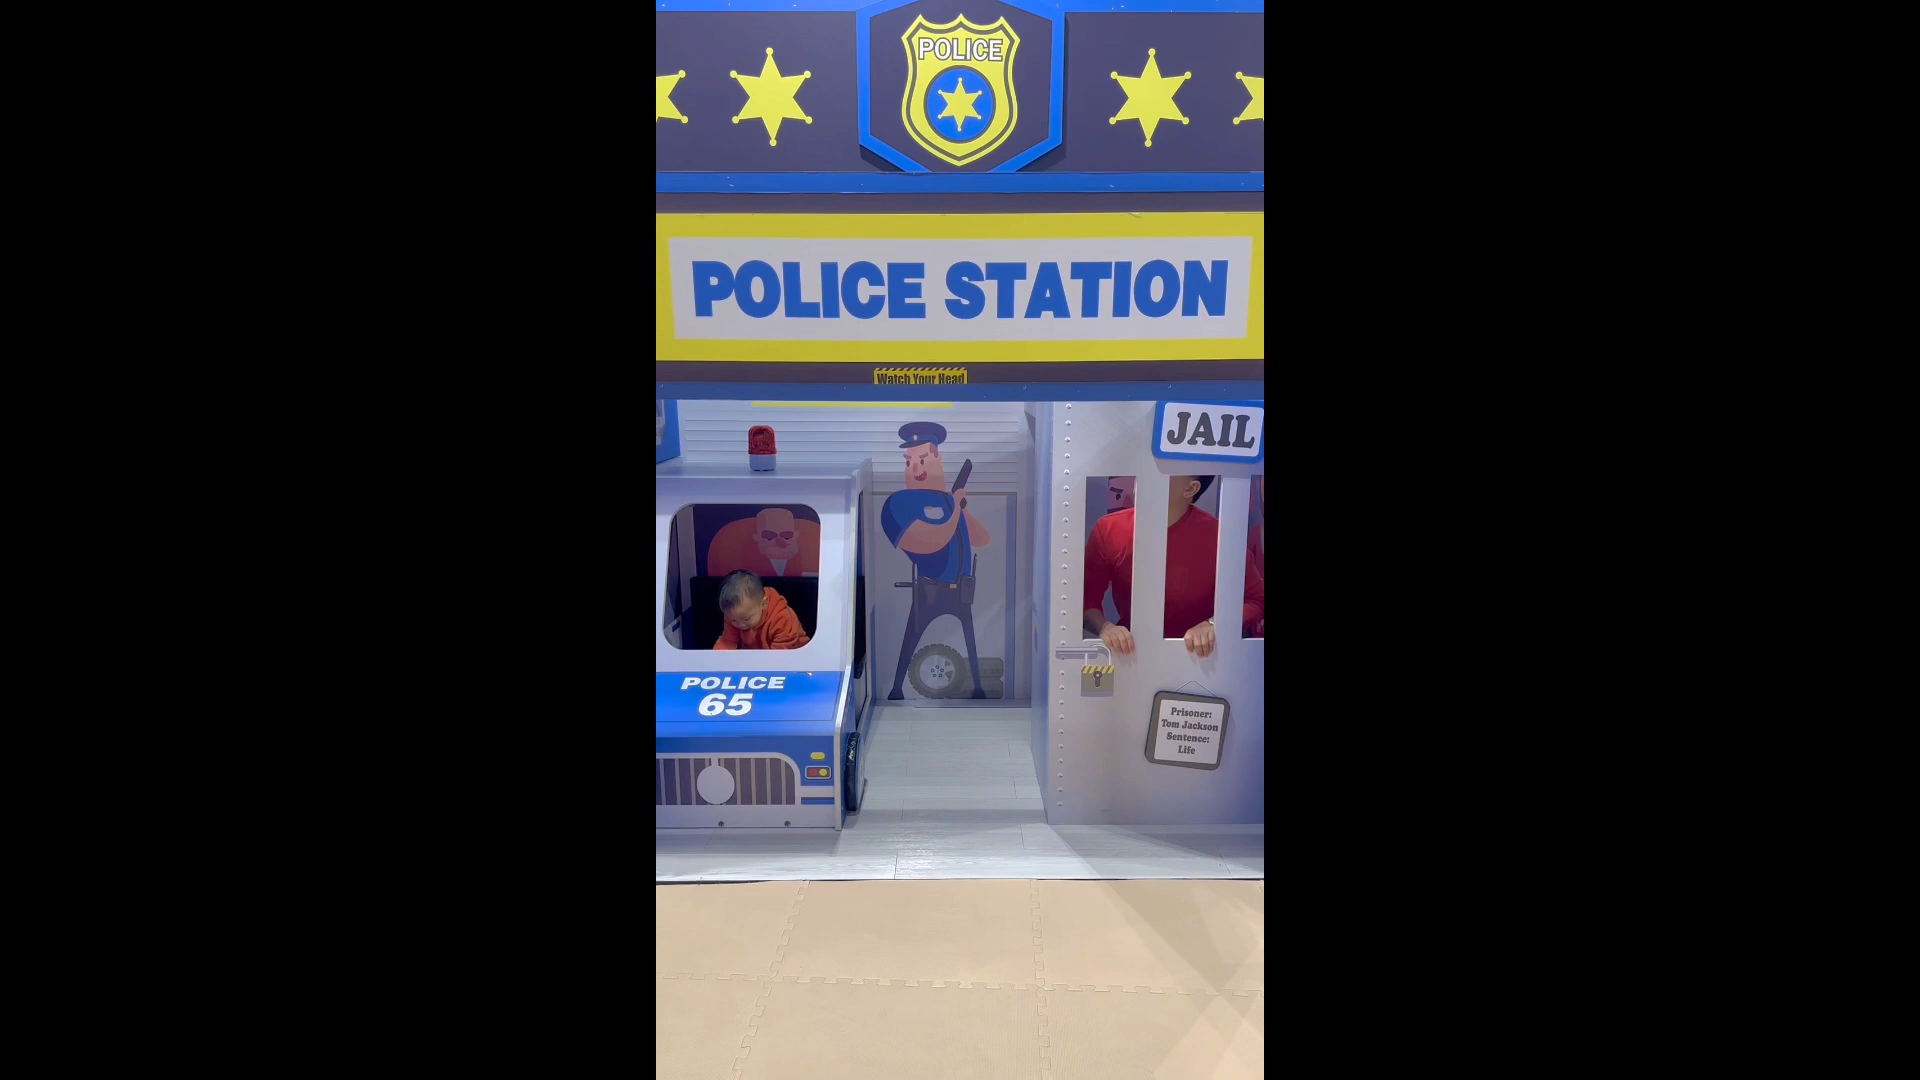 POLICE
POLICE STATION
Watch Your Head
JAIL
POLICE
65
Prisoner:
Tom Jackson
Sentence:
Life